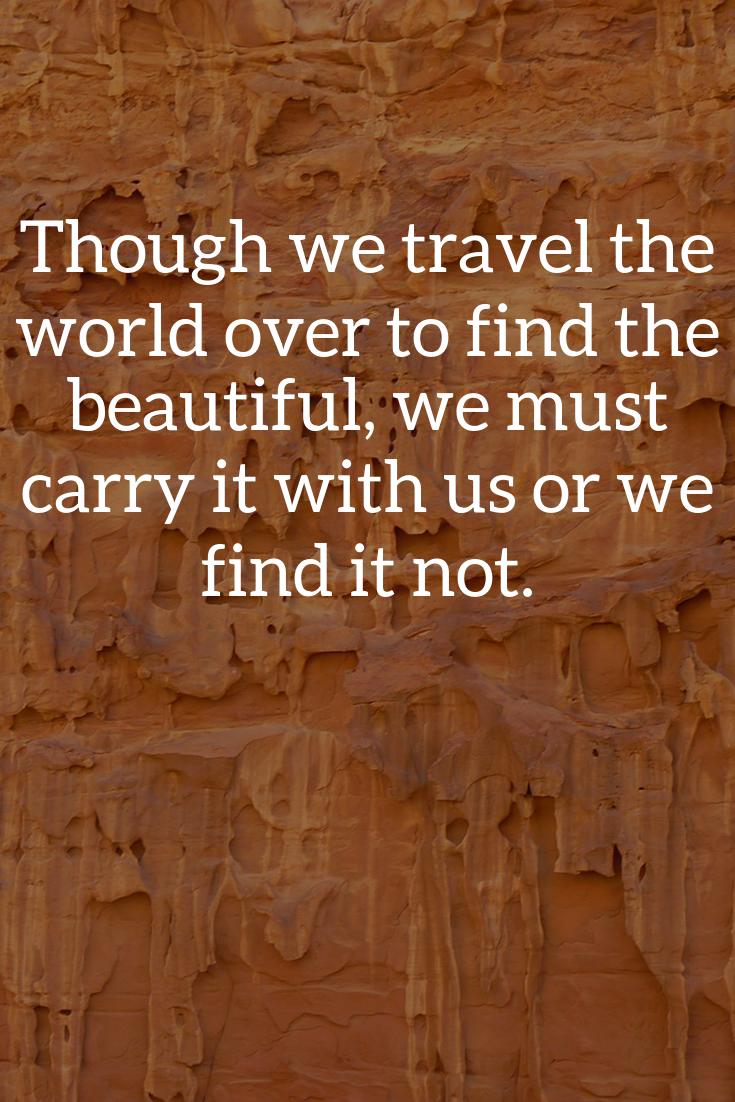 Though we travel the
world over to find the
beautiful, we must
carry it with us or we
find it not.